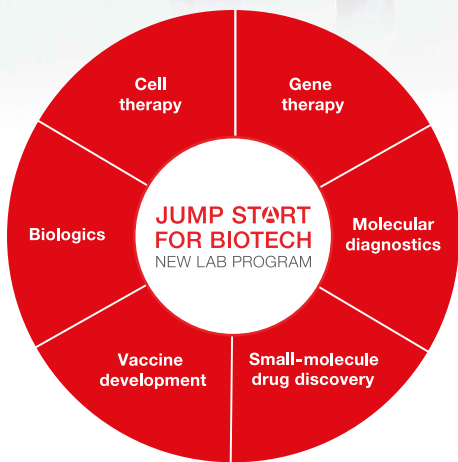 Cell
therapy
Gene
therapy
Biologics
JUMP START
FOR BIOTECH
NEW LAB PROGRAM
Molecular
diagnostics
Vaccine
development
Small-molecule
drug discovery